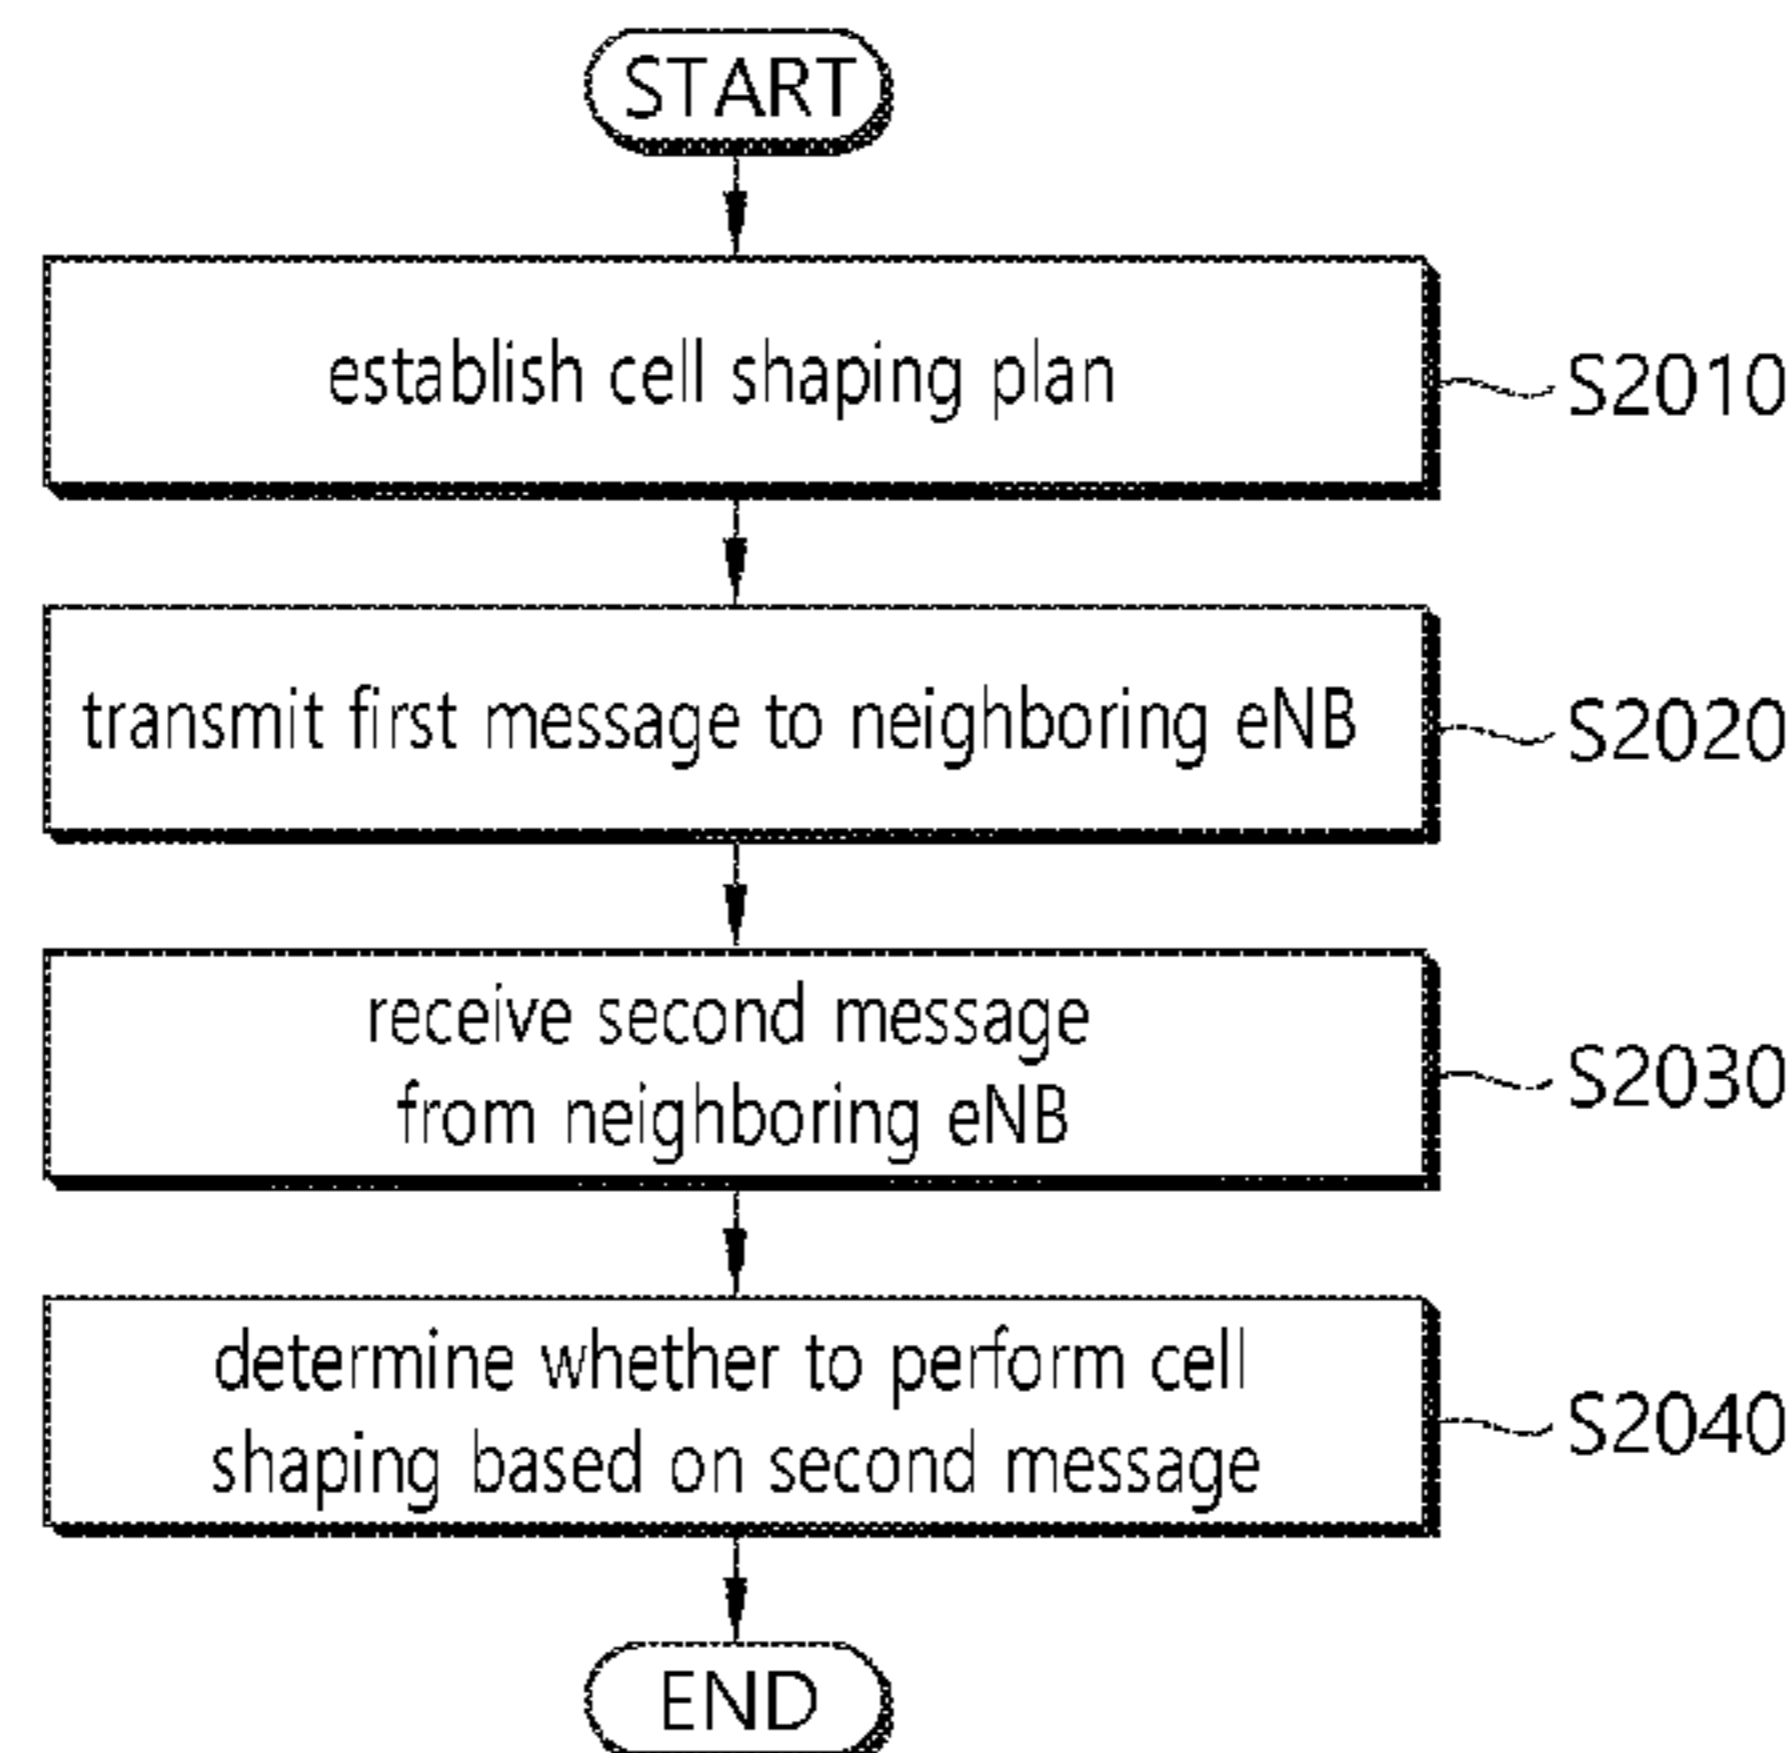 START
establish cell shaping plan
S2010
transmit first message to neighboring eNB
S2020
receive second message
from neighboring eNB
S2030
determine whether to perform cell
shaping based on second message
S2040
END